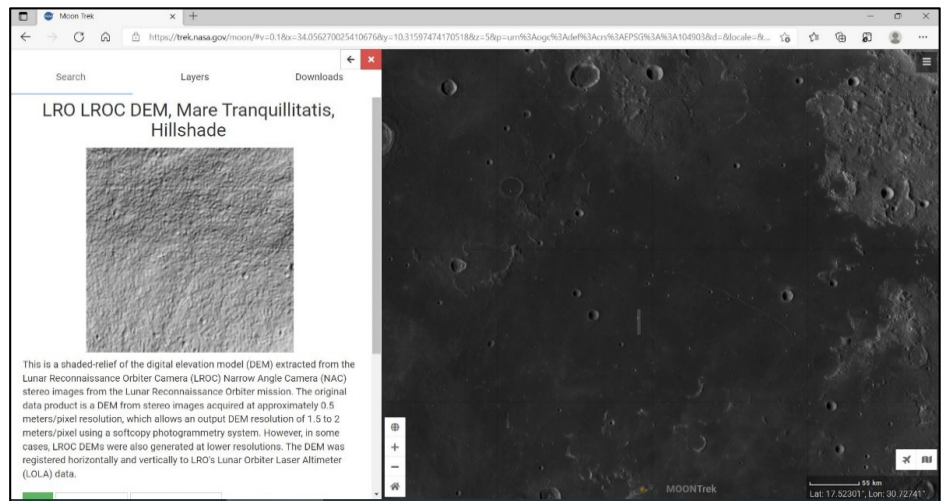 Moon Trek
https://trek.nasa.gov/moon/#v=0.1&x=34.056270025410676&y=10.31597474170518&z=5&p=urn%3Aogc%3Adef%3Acrs%3AEPSG%3A%3A104903&d=&locale=&t...
Search Layers Downloads
LRO LROC DEM, Mare Tranquillitatis,
Hillshade
This is a shaded-relief of the digital elevation model (DEM) extracted from the
Lunar Reconnaissance Orbiter Camera (LROC) Narrow Angle Camera (NAC)
stereo images from the Lunar Reconnaissance Orbiter mission. The original
data product is a DEM from stereo images acquired at approximately 0.5
meters/pixel resolution, which allows an output DEM resolution of 1.5 to 2
meters/pixel using a softcopy photogrammetry system. However, in some
cases, LROC DEMs were also generated at lower resolutions. The DEM was
registered horizontally and vertically to LRO's Lunar Orbiter Laser Altimeter
(LOLA) data.
55 km
MOONTrek
Lat: 17.52301°, Lon: 30.72741°